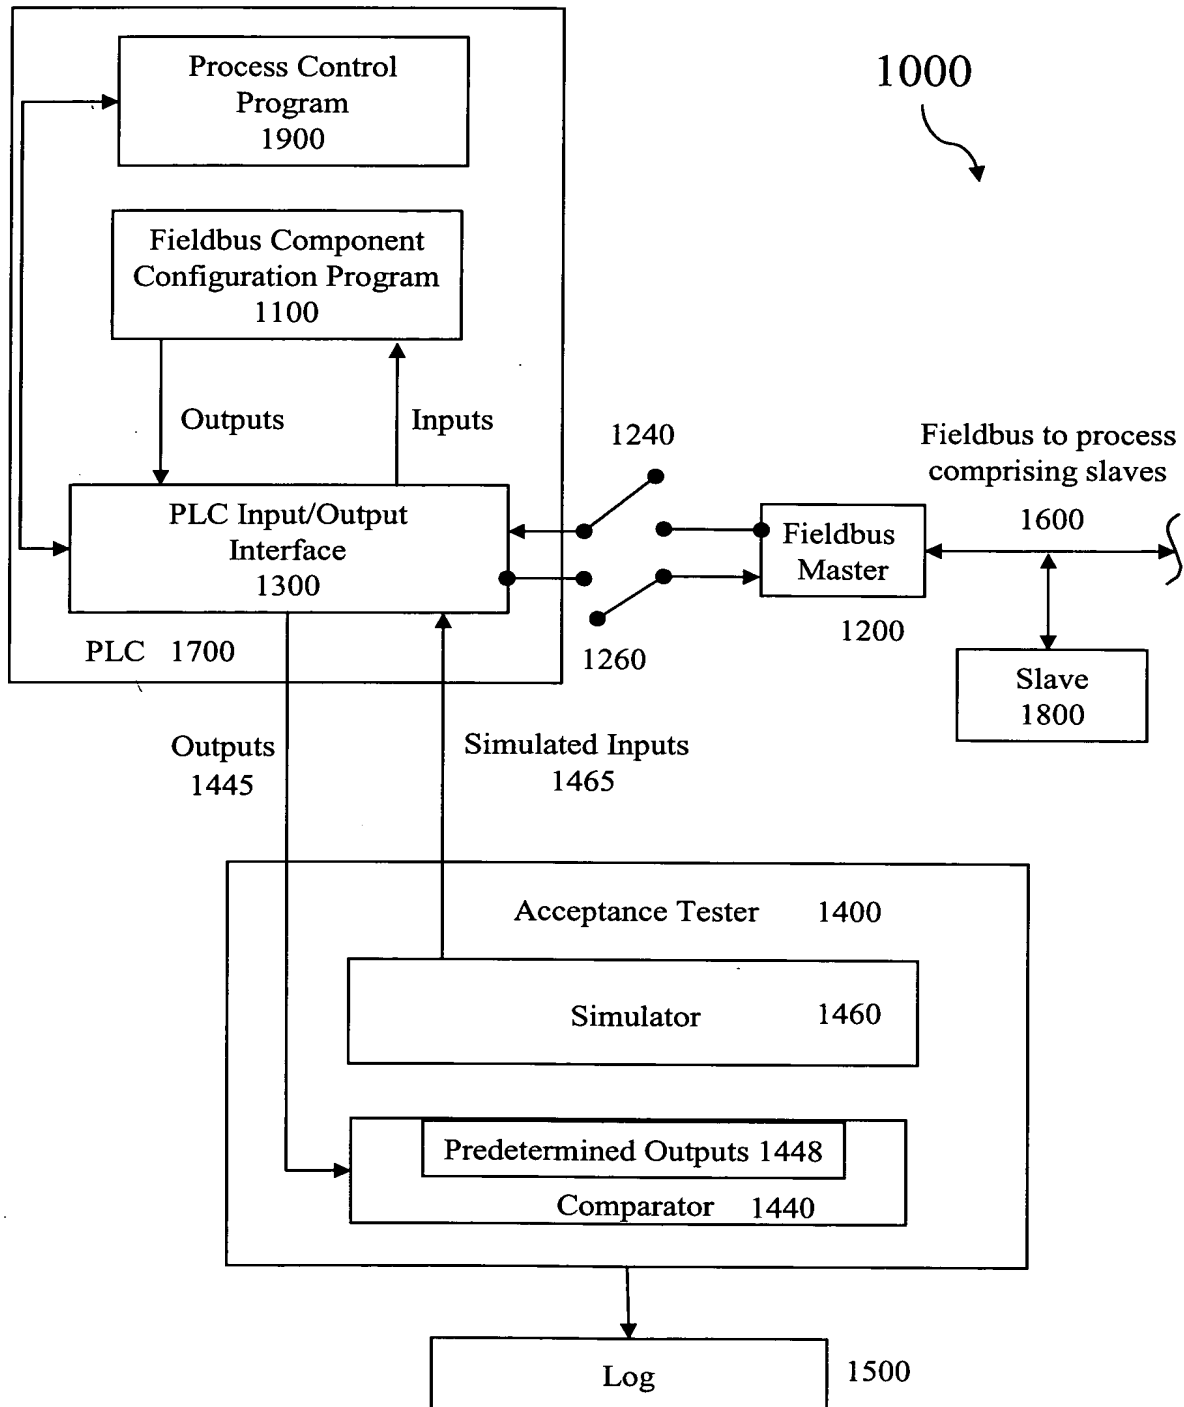 1000
Process Control
Program
1900
Fieldbus Component
Configuration Program
1100
Outputs
Inputs
PLC Input/Output
Interface
1300
PLC 1700
1240
1260
Fieldbus
Master
1200
Fieldbus to process
comprising slaves
1600
Slave
1800
Outputs
1445
Simulated Inputs
1465
Acceptance Tester 1400
Simulator 1460
Predetermined Outputs 1448
Comparator 1440
Log 1500